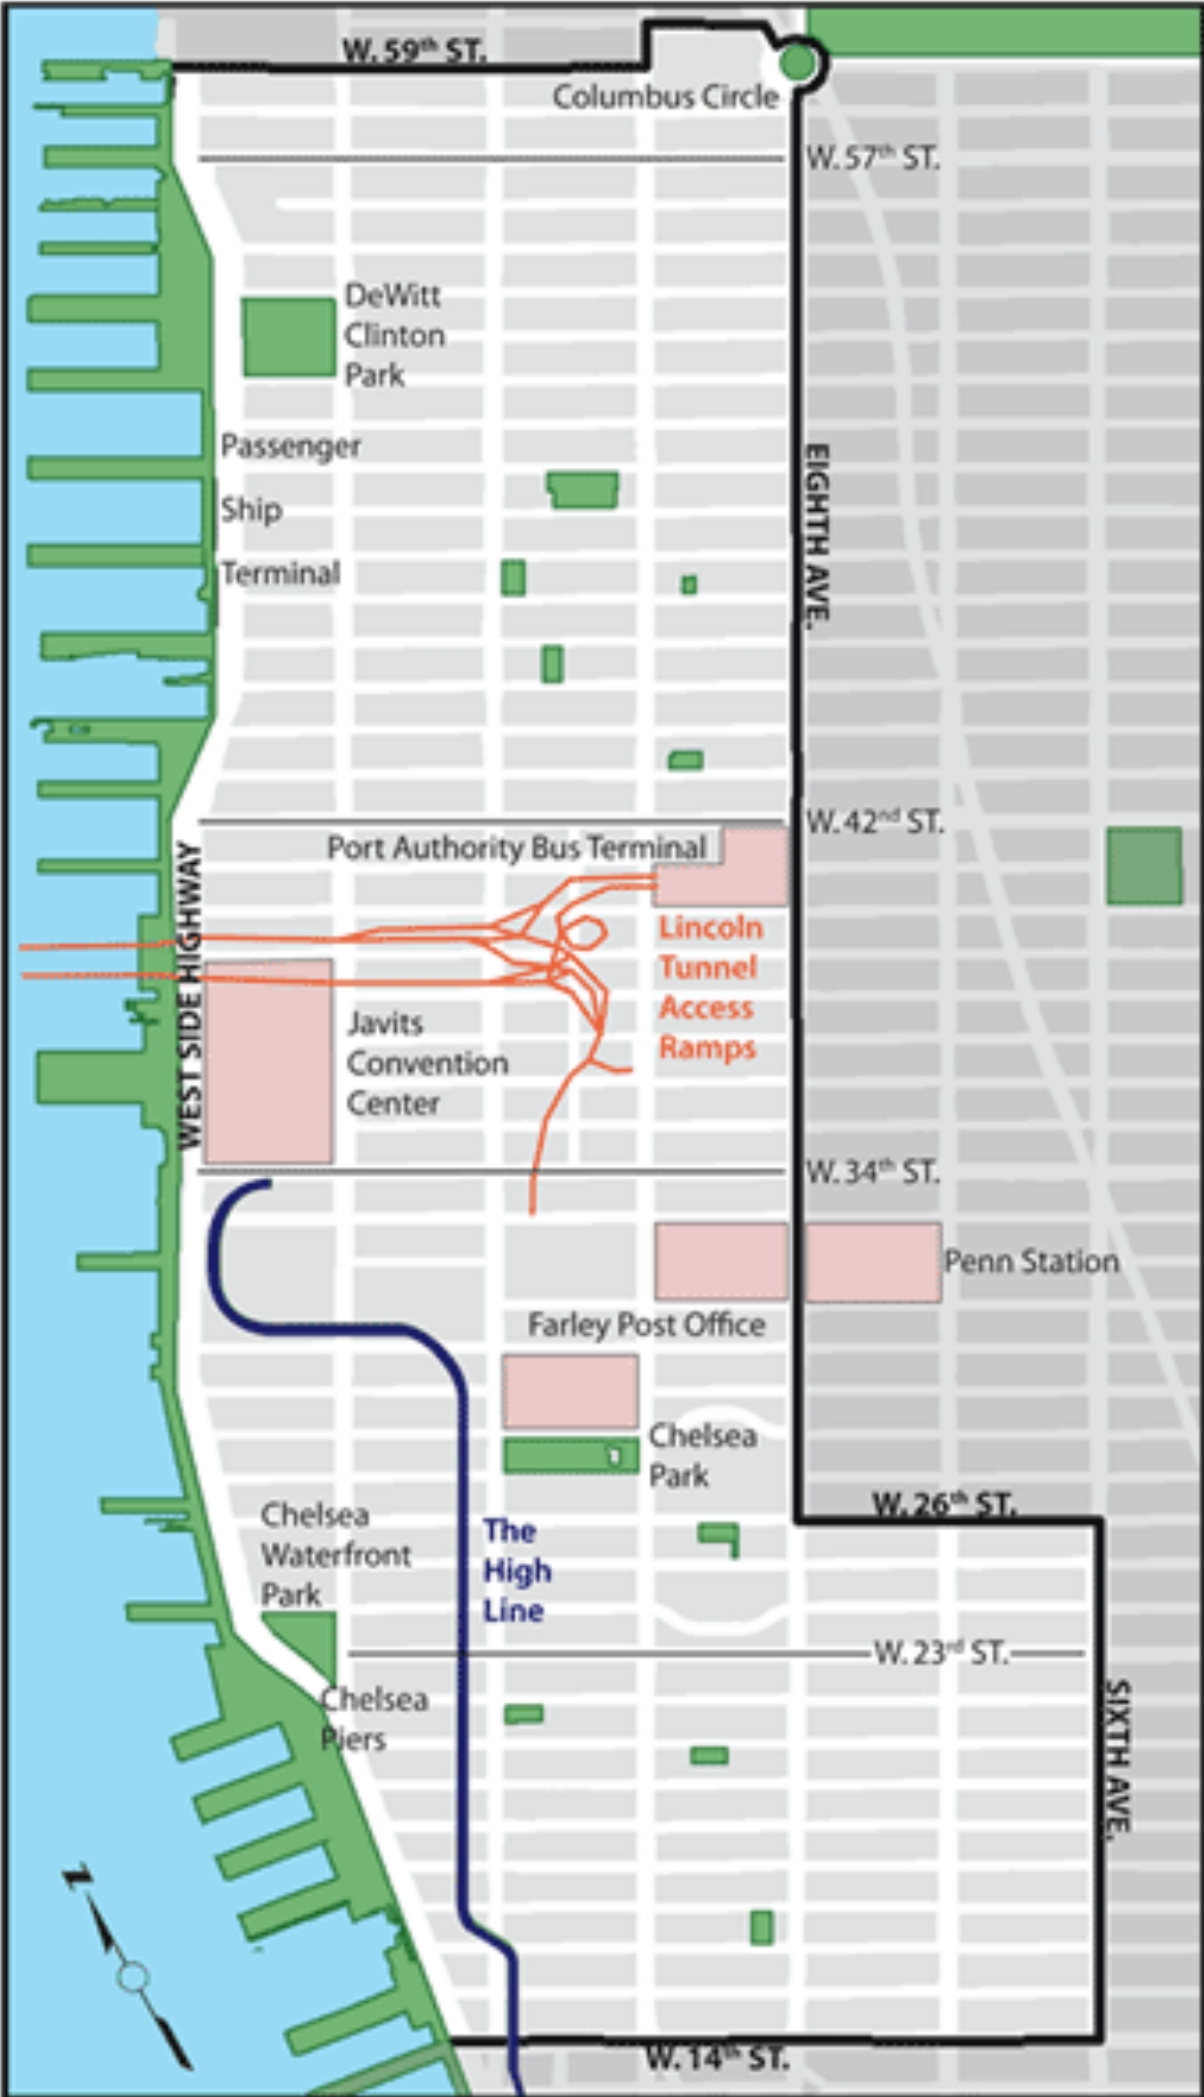 W. 59th ST.
Columbus Circle
W. 57th ST.
DeWitt
Clinton
Park
Passenger
Ship
Terminal
EIGHTH AVE.
W. 42nd ST.
Port Authority Bus Terminal
WEST SIDE HIGHWAY
Lincoln
Tunnel
Access
Ramps
Javits
Convention
Center
W. 34th ST.
Penn Station
Farley Post Office
Chelsea
Park
W. 26th ST.
Chelsea
Waterfront
Park
The
High
Line
W. 23rd ST.
Chelsea
Piers
SIXTH AVE.
N
W. 14th ST.